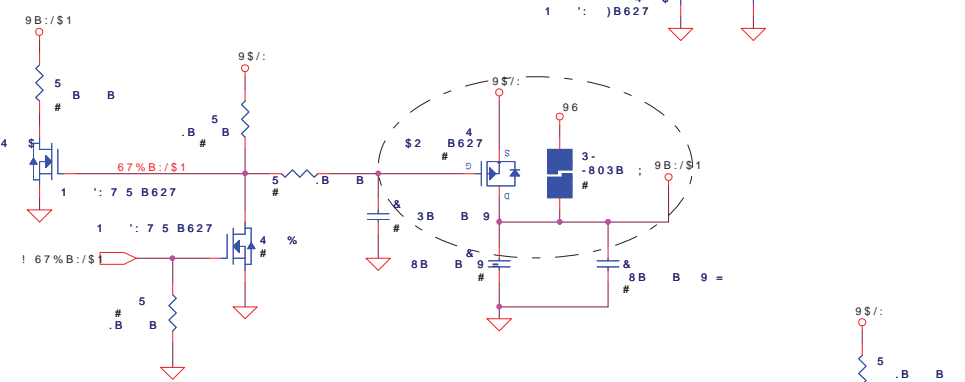 4 $
1 ': )B627
9B:/$1
9$/:
5
B B
#
5
.B B
#
4 $
67%B:/$1
1 ': 7 5 B627
9$/:
96
4
$2 B627
#
S
G
D
3-
-803B ;
#
9B:/$1
5 .B B
#
&
3B B 9
#
1 ': 7 5 B627
4 %
#
! 67%B:/$1
&
8B B 9 =
#
&
8B B 9 =
#
5
#
.B B
9$/:
5
.B B